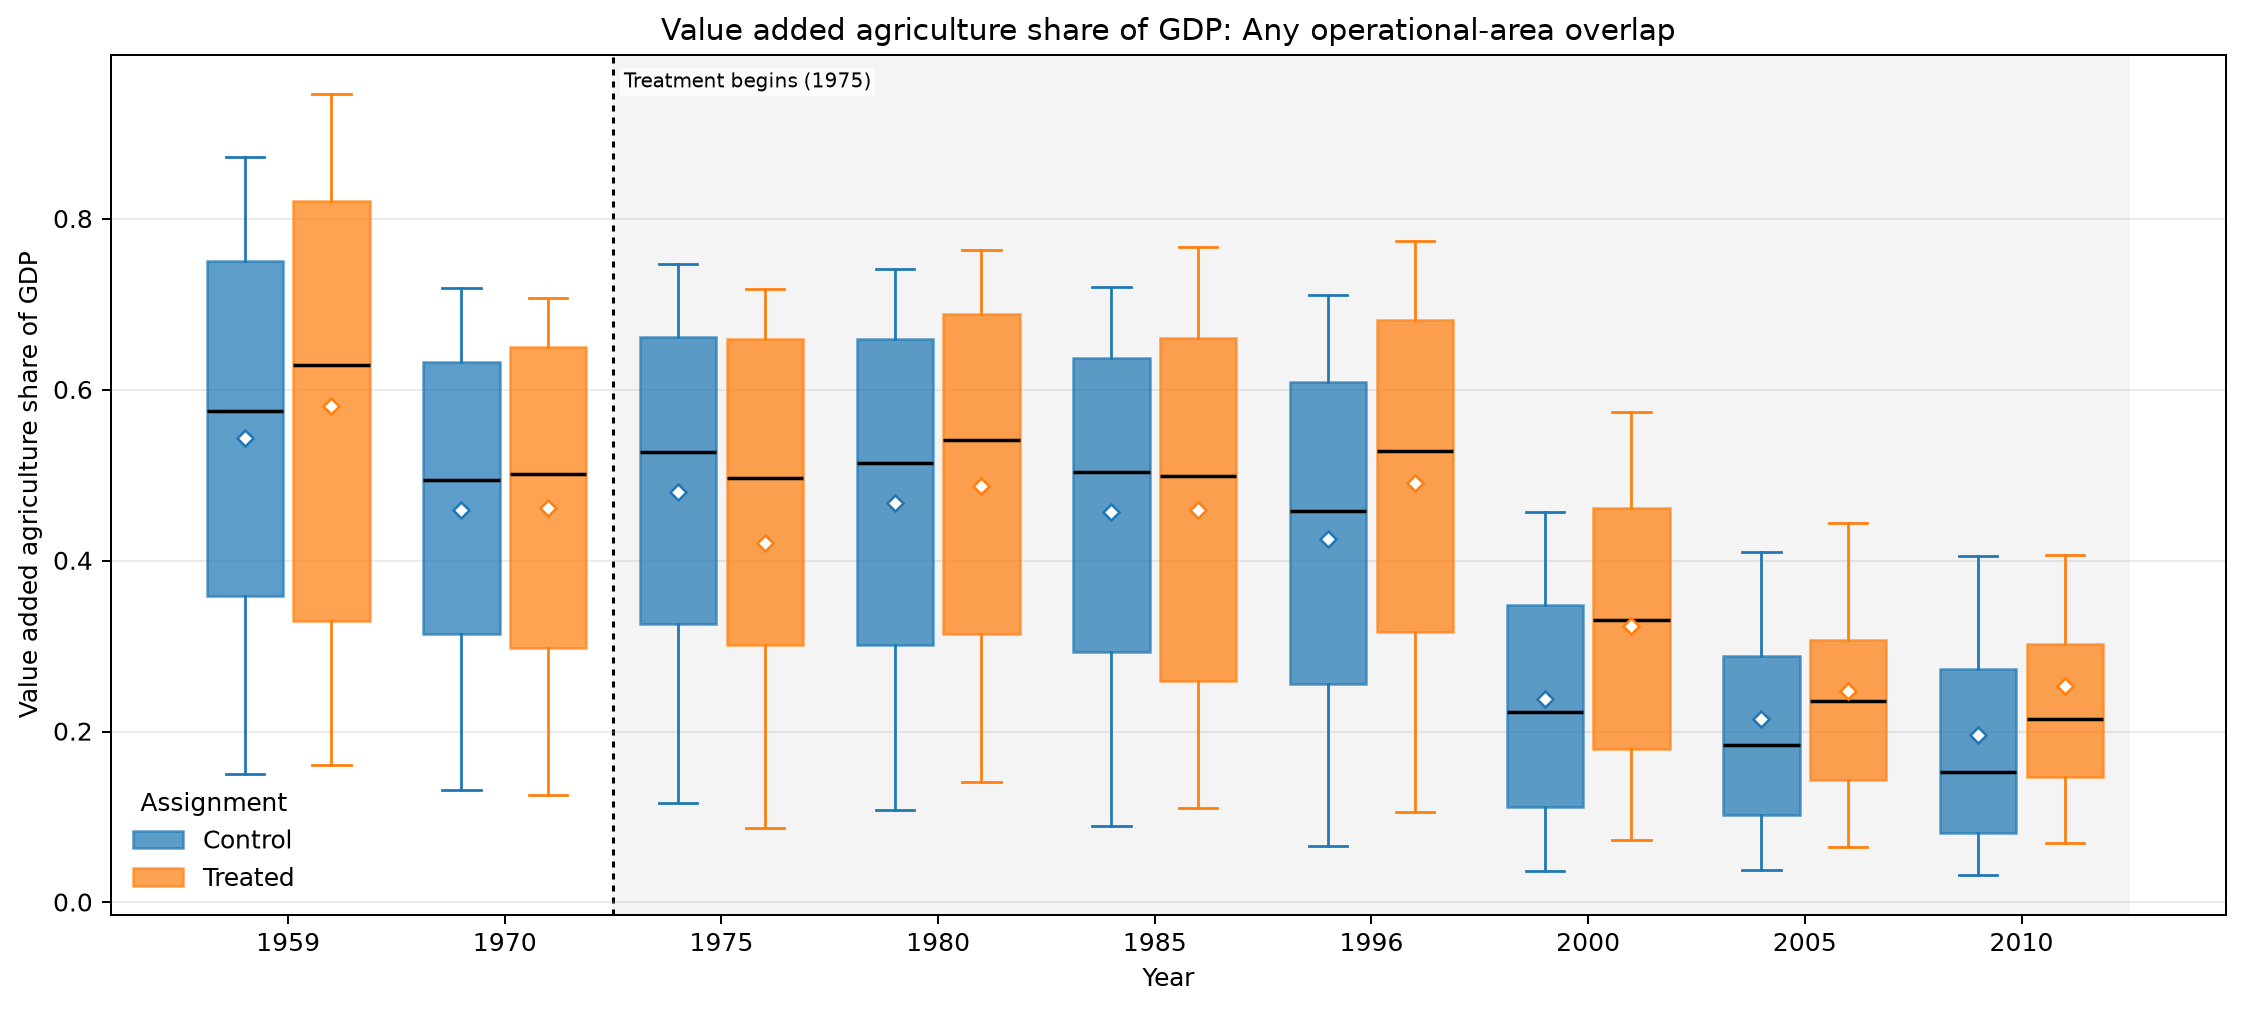 Value added agriculture share of GDP: Any operational-area overlap
Treatment begins (1975)
Value added agriculture share of GDP
0.8
0.6
0.4
0.2
0.0
Assignment
Control
Treated
1959 1970 1975 1980 1985 1996 2000 2005 2010
Year